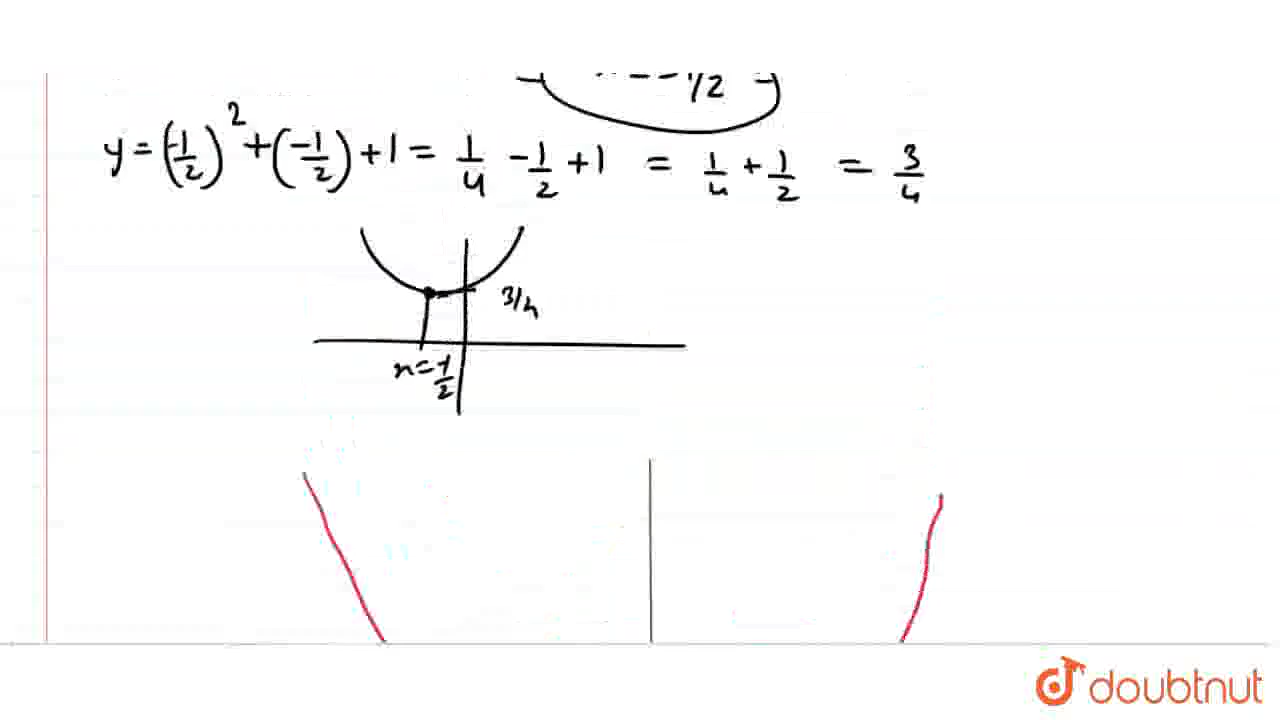 1/2
y = (-1/2)² + (-1/2) + 1 = 1/4 - 1/2 + 1 = 1/4 + 1/2 = 3/4
3/4
x = -1/2
doubtnut